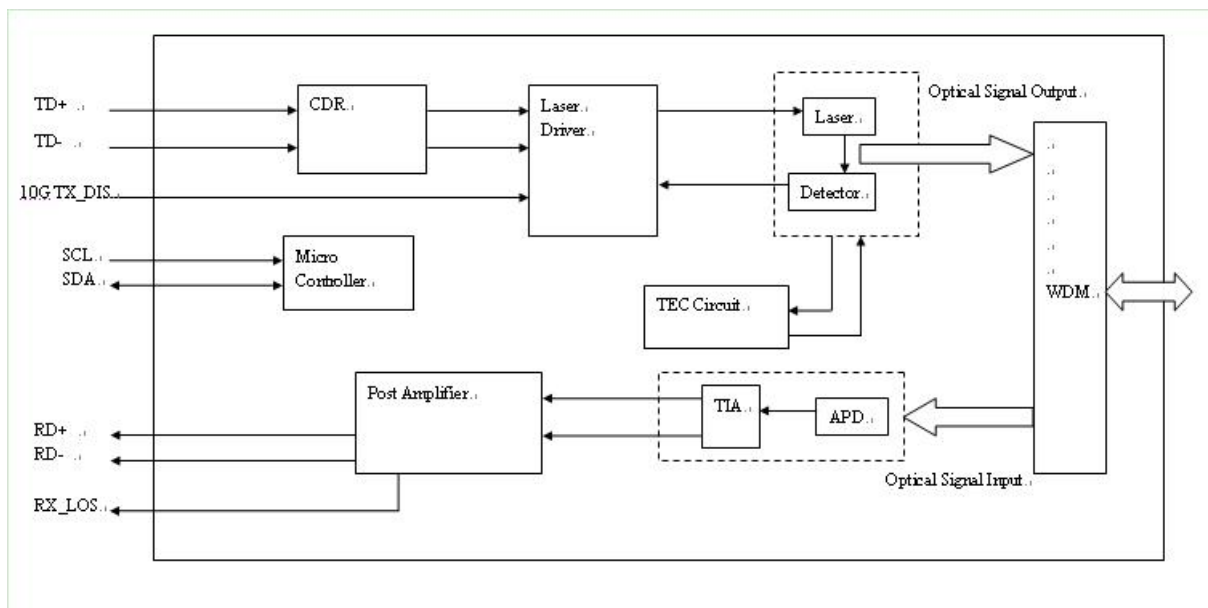 TD+
TD-
10G TX_DIS
SCL
SDA
CDR
Laser
Driver
Laser
Detector
Optical Signal Output
Micro
Controller
TEC Circuit
WDM
Post Amplifier
TIA
APD
Optical Signal Input
RD+
RD-
RX_LOS